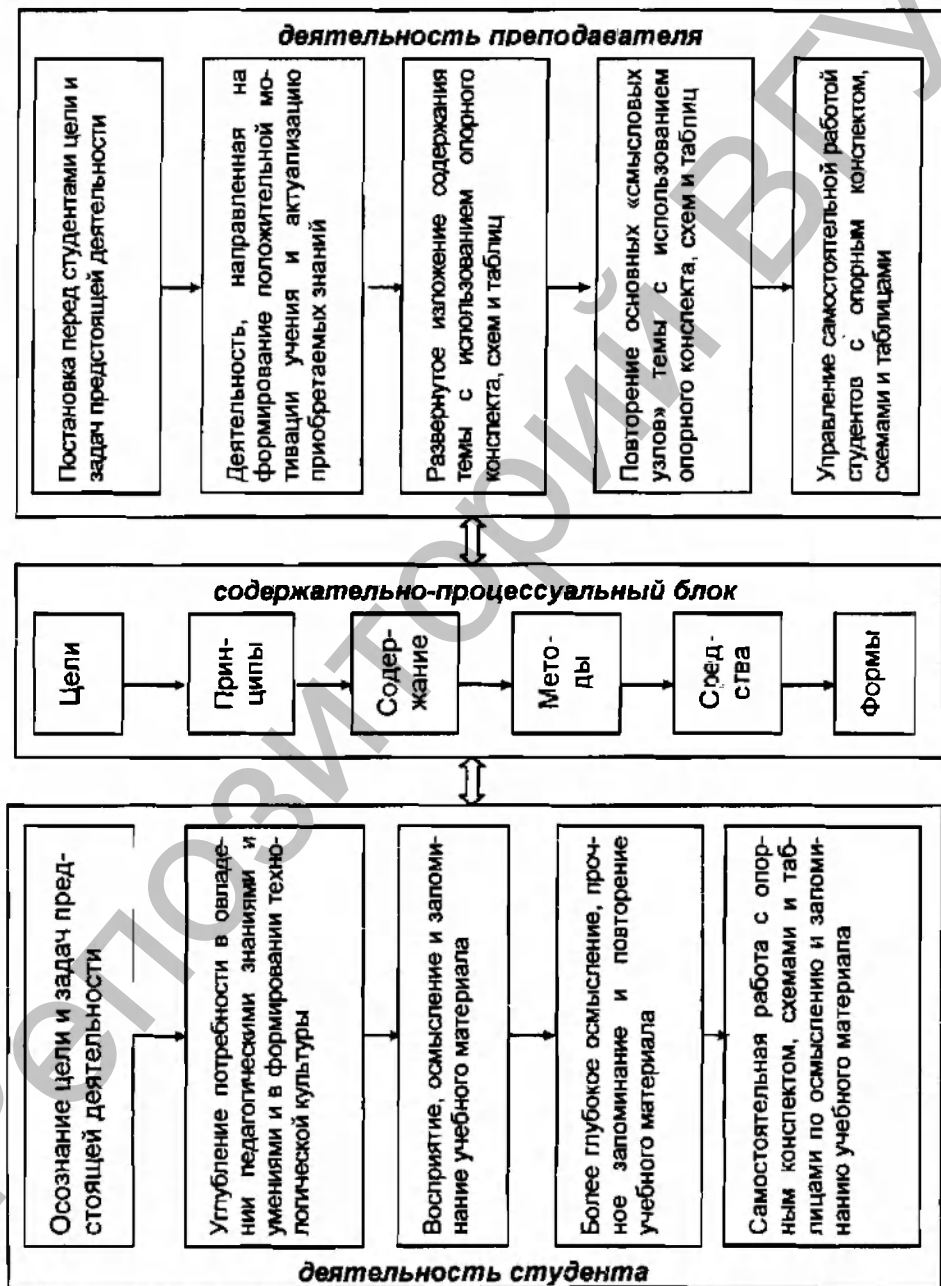 деятельность преподавателя
Постановка перед студентами цели и
задач предстоящей деятельности
Деятельность, направленная на
формирование положительной мо-
тивации учения и актуализацию
приобретаемых знаний
Развернутое изложение содержания
темы с использованием опорного
конспекта, схем и таблиц
Повторение основных «смысловых
узлов» темы с использованием
опорного конспекта, схем и таблиц
Управление самостоятельной работой
студентов с опорным конспектом,
схемами и таблицами
содержательно-процессуальный блок
Цели
Прин-
ципы
Содер-
жание
Мето-
ды
Сред-
ства
Формы
Осознание цели и задач пред-
стоящей деятельности
Углубление потребности в овладе-
нии педагогическими знаниями и
умениями и в формировании техно-
логической культуры
Восприятие, осмысление и запоми-
нание учебного материала
Более глубокое осмысление, проч-
ное запоминание и повторение
учебного материала
Самостоятельная работа с опор-
ным конспектом, схемами и таб-
лицами по осмыслению и запоми-
нанию учебного материала
деятельность студента
Репозиторий ВГУ